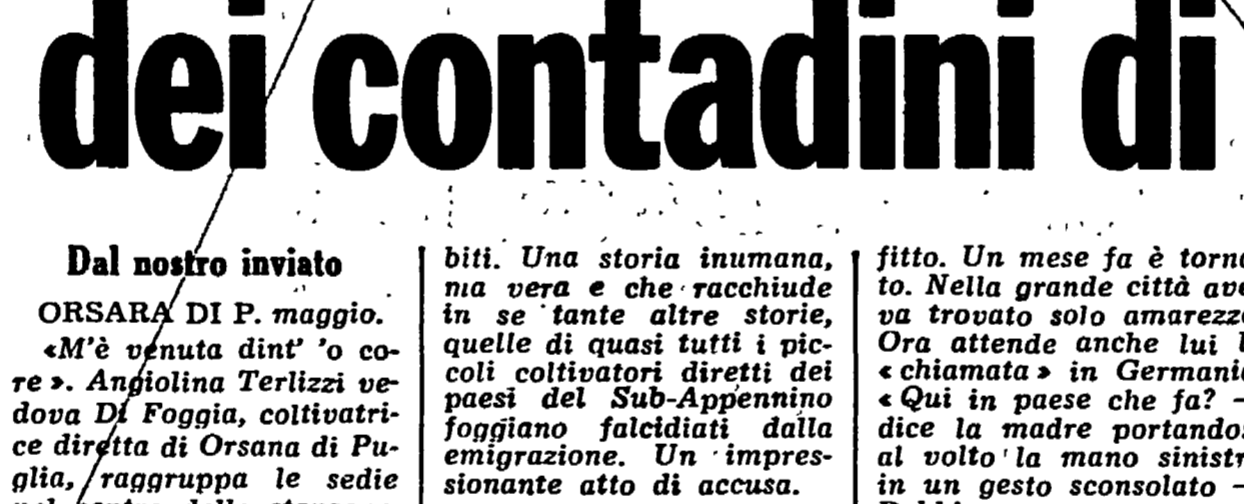 dei contadini di
Dal nostro inviato
ORSARA DI P. maggio.
«M'è venuta dint' 'o co-
re». Angiolina Terlizzi ve-
dova Di Foggia, coltivatri-
ce diretta di Orsana di Pu-
glia, raggruppa le sedie
biti. Una storia inumana,
ma vera e che racchiude
in se tante altre storie,
quelle di quasi tutti i pic-
coli coltivatori diretti dei
paesi del Sub-Appennino
foggiano falcidiati dalla
emigrazione. Un impres-
sionante atto di accusa.
fitto. Un mese fa è torna
to. Nella grande città ave
va trovato solo amarezze
Ora attende anche lui l
«chiamata» in Germania
«Qui in paese che fa? -
dice la madre portando
al volto la mano sinistr
in un gesto sconsolato -